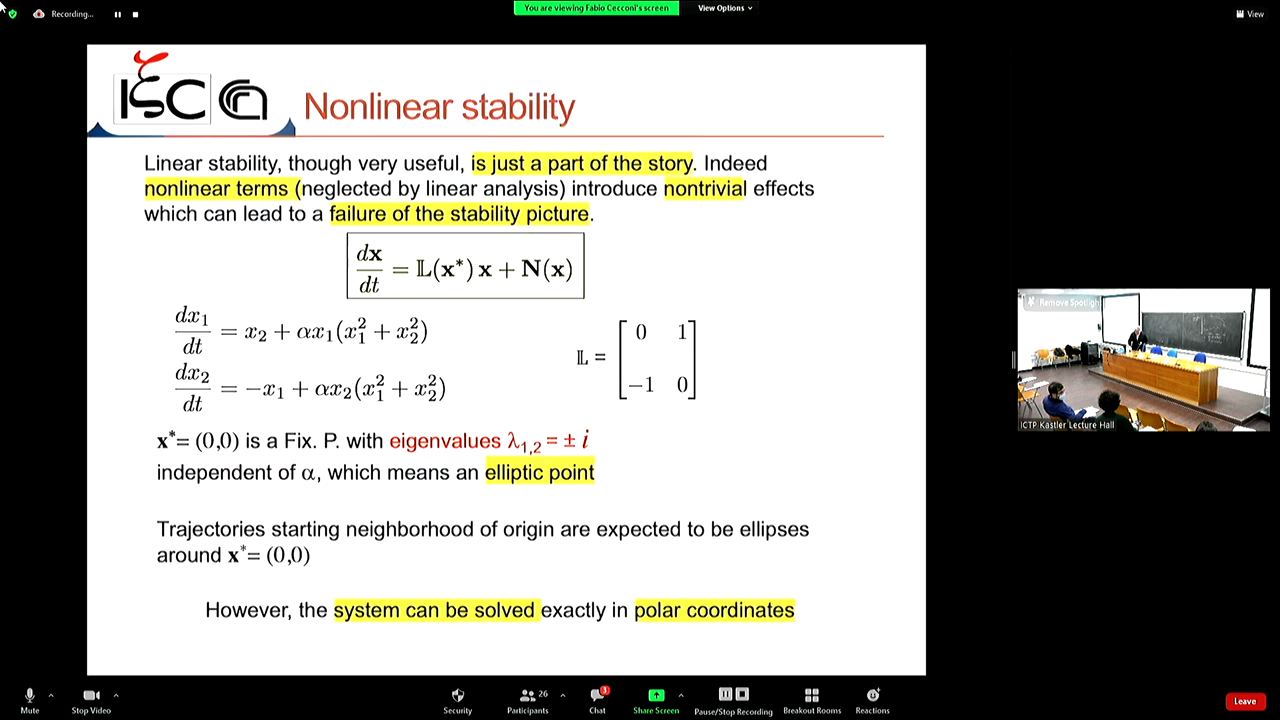 Recording...
You are viewing Fabio Cecconi's screen
View Options
View
ISC
Nonlinear stability
Linear stability, though very useful, is just a part of the story. Indeed
nonlinear terms (neglected by linear analysis) introduce nontrivial effects
which can lead to a failure of the stability picture.
dx/dt = 𝕃(x*) x + N(x)
dx₁/dt = x₂ + αx₁(x₁² + x₂²)
𝕃 = [0 1; −1 0]
dx₂/dt = −x₁ + αx₂(x₁² + x₂²)
x*= (0,0) is a Fix. P. with eigenvalues λ₁,₂ = ± i
independent of α, which means an elliptic point
Trajectories starting neighborhood of origin are expected to be ellipses
around x*= (0,0)
However, the system can be solved exactly in polar coordinates
Remove Spotlight
ICTP Kastler Lecture Hall
Mute
Stop Video
Security
26
Participants
3
Chat
Share Screen
Pause/Stop Recording
Breakout Rooms
Reactions
Leave